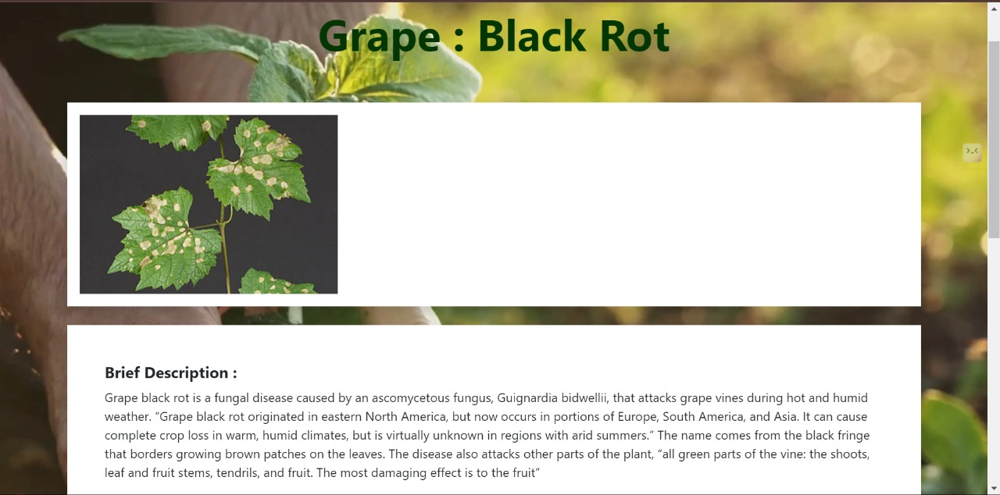 Grape : Black Rot
Brief Description :
Grape black rot is a fungal disease caused by an ascomycetous fungus, Guignardia bidwellii, that attacks grape vines during hot and humid
weather. “Grape black rot originated in eastern North America, but now occurs in portions of Europe, South America, and Asia. It can cause
complete crop loss in warm, humid climates, but is virtually unknown in regions with arid summers.” The name comes from the black fringe
that borders growing brown patches on the leaves. The disease also attacks other parts of the plant, “all green parts of the vine: the shoots,
leaf and fruit stems, tendrils, and fruit. The most damaging effect is to the fruit”